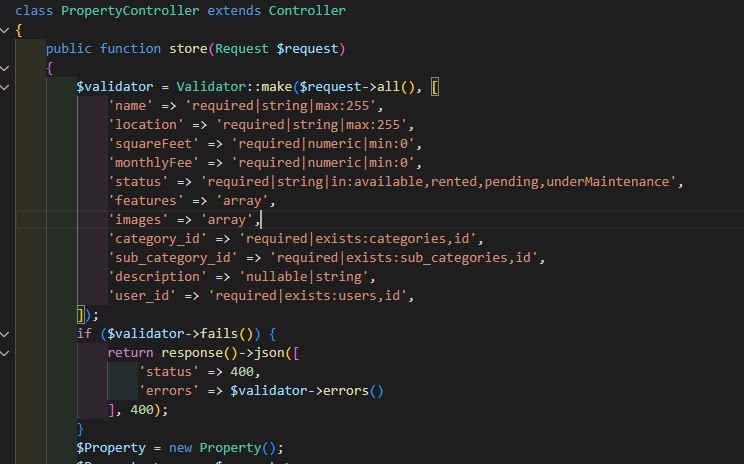 class PropertyController extends Controller
{
    public function store(Request $request)
    {
        $validator = Validator::make($request->all(), [
            'name' => 'required|string|max:255',
            'location' => 'required|string|max:255',
            'squareFeet' => 'required|numeric|min:0',
            'monthlyFee' => 'required|numeric|min:0',
            'status' => 'required|string|in:available,rented,pending,underMaintenance',
            'features' => 'array',
            'images' => 'array',
            'category_id' => 'required|exists:categories,id',
            'sub_category_id' => 'required|exists:sub_categories,id',
            'description' => 'nullable|string',
            'user_id' => 'required|exists:users,id',
        ]);
        if ($validator->fails()) {
            return response()->json([
                'status' => 400,
                'errors' => $validator->errors()
            ], 400);
        }
        $Property = new Property();